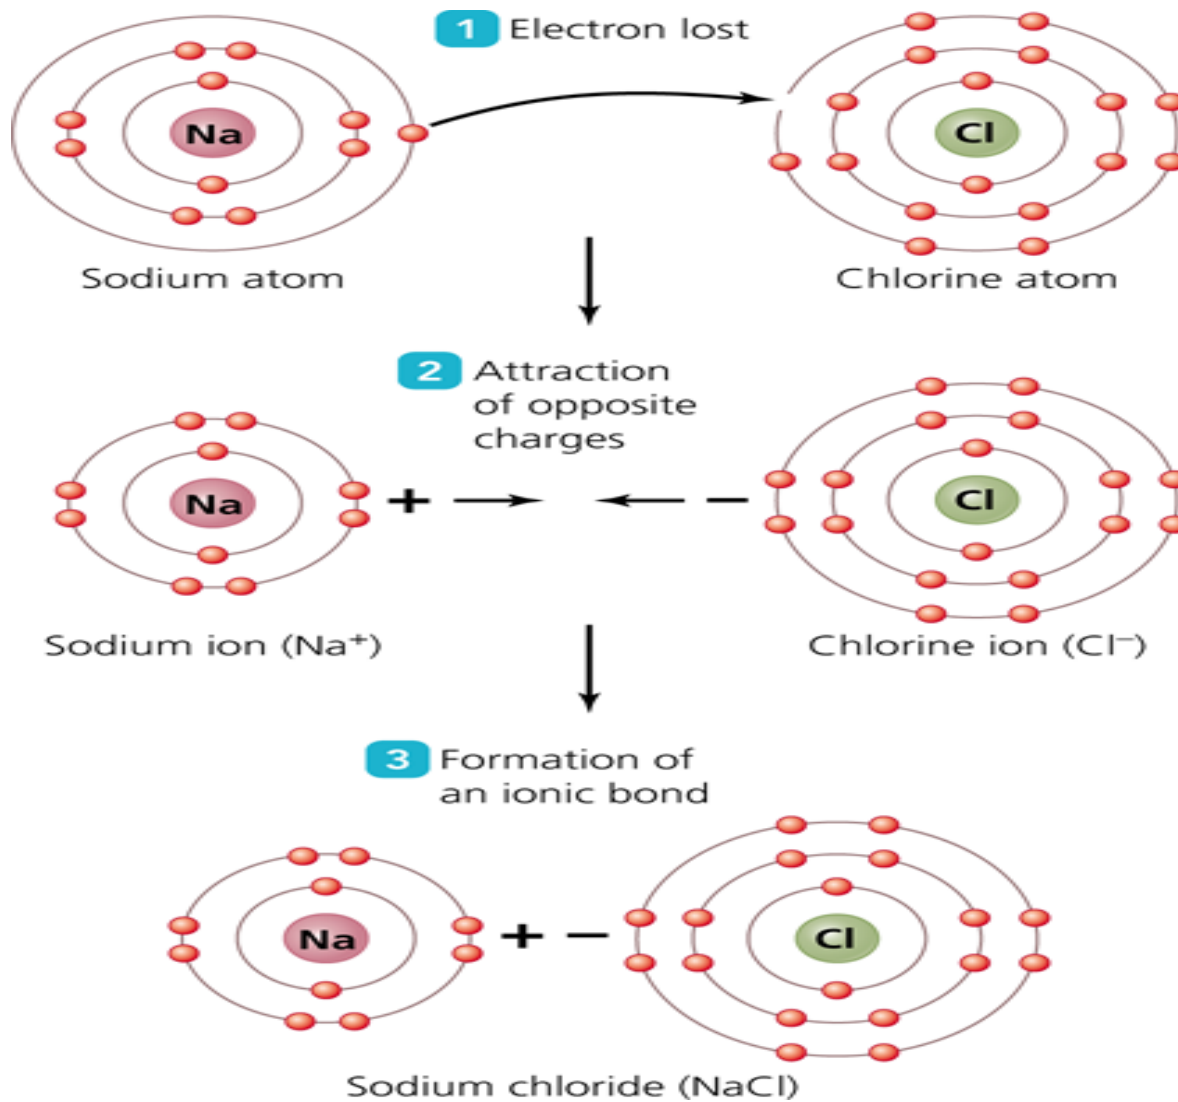 1 Electron lost
Na
Cl
Sodium atom
Chlorine atom
2 Attraction
of opposite
charges
Na
+
−
Cl
Sodium ion (Na⁺)
Chlorine ion (Cl⁻)
3 Formation of
an ionic bond
Na
+ −
Cl
Sodium chloride (NaCl)